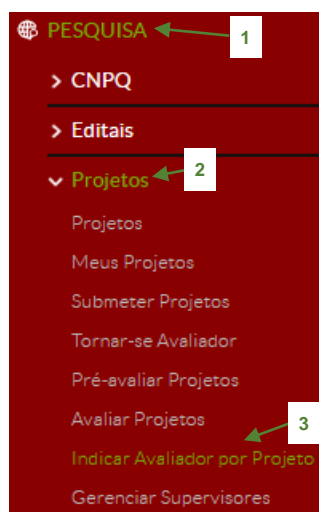 PESQUISA 1
> CNPQ
> Editais
Projetos 2
Projetos
Meus Projetos
Submeter Projetos
Tornar-se Avaliador
Pré-avaliar Projetos
Avaliar Projetos 3
Indicar Avaliador por Projeto
Gerenciar Supervisores